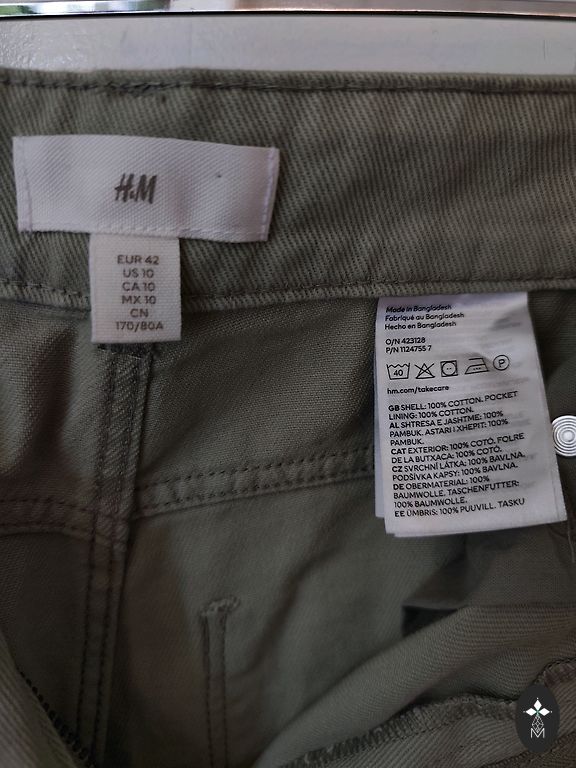 H&M
EUR 42
US 10
CA 10
MX 10
CN
170/80A
Made in Bangladesh
Fabriqué au Bangladesh
Hecho en Bangladesh
O/N 423128
P/N 1124755 7
40
P
hm.com/takecare
GB SHELL: 100% COTTON. POCKET
LINING: 100% COTTON.
AL SHTRESA E JASHTME: 100%
PAMBUK. ASTARI I XHEPIT: 100%
PAMBUK.
CAT EXTERIOR: 100% COTÓ. FOLRE
DE LA BUTXACA: 100% COTÓ.
CZ SVRCHNÍ LÁTKA: 100% BAVLNA.
PODŠÍVKA KAPSY: 100% BAVLNA.
DE OBERMATERIAL: 100%
BAUMWOLLE. TASCHENFUTTER:
100% BAUMWOLLE.
EE ÜMBRIS: 100% PUUVILL. TASKU
M